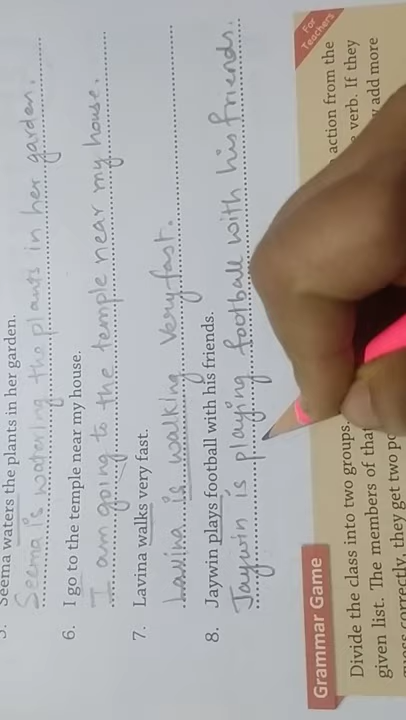 5. Seema waters the plants in her garden.
Seema is watering the plants in her garden.
6. I go to the temple near my house.
I am going to the temple near my house.
7. Lavina walks very fast.
Lavina is walking very fast.
8. Jaywin plays football with his friends.
Jaywin is playing football with his friends.
For
Teachers
Grammar Game
Divide the class into two groups. action from the
given list. The members of that verb. If they
guess correctly, they get two add more